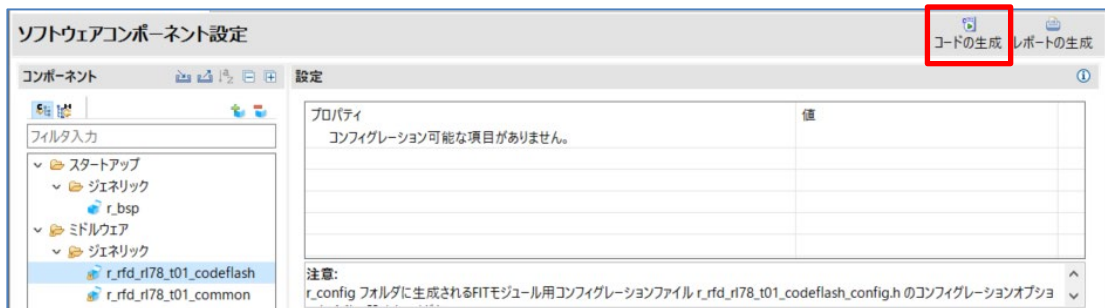 ソフトウェアコンポーネント設定
コードの生成 レポートの生成
コンポーネント
設定
フィルタ入力
スタートアップ
ジェネリック
r_bsp
ミドルウェア
ジェネリック
r_rfd_rl78_t01_codeflash
r_rfd_rl78_t01_common
プロパティ 値
コンフィグレーション可能な項目がありません。
注意:
r_config フォルダに生成されるFITモジュール用コンフィグレーションファイル r_rfd_rl78_t01_codeflash_config.h のコンフィグレーションオプショ